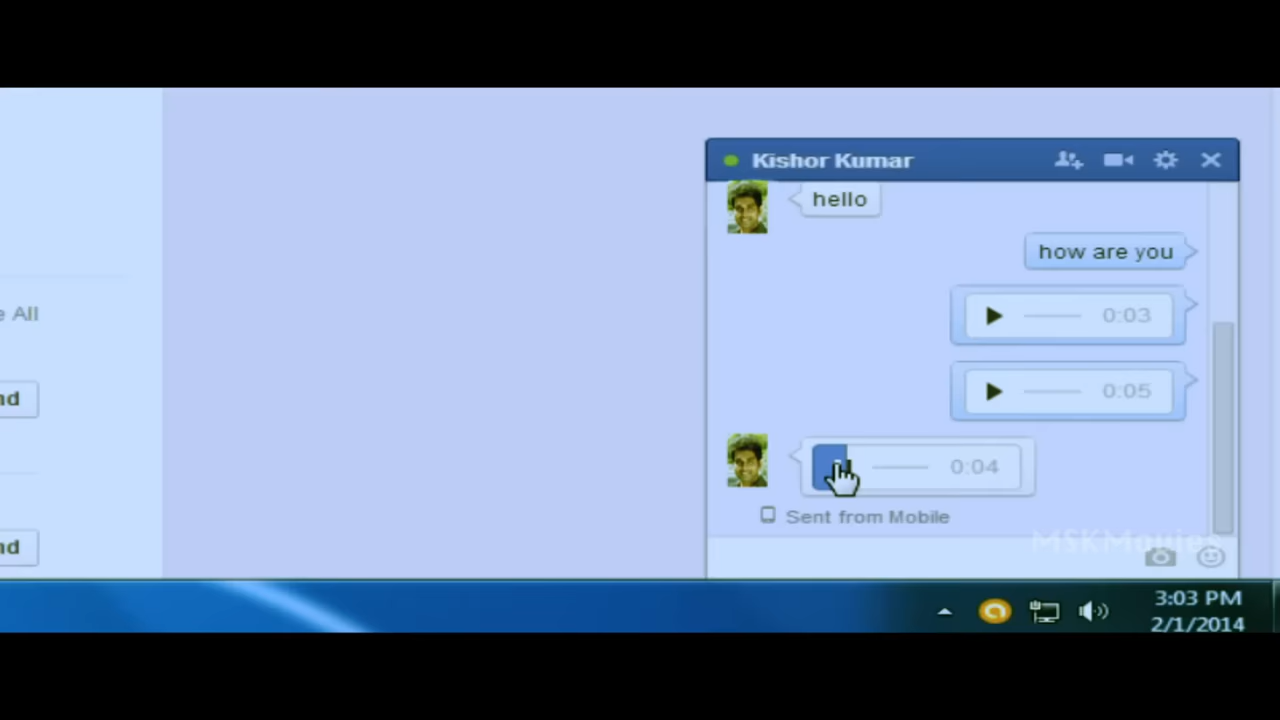 Kishor Kumar
hello
how are you
0:03
e All
0:05
nd
0:04
Sent from Mobile
MSKMovies
nd
3:03 PM
2/1/2014